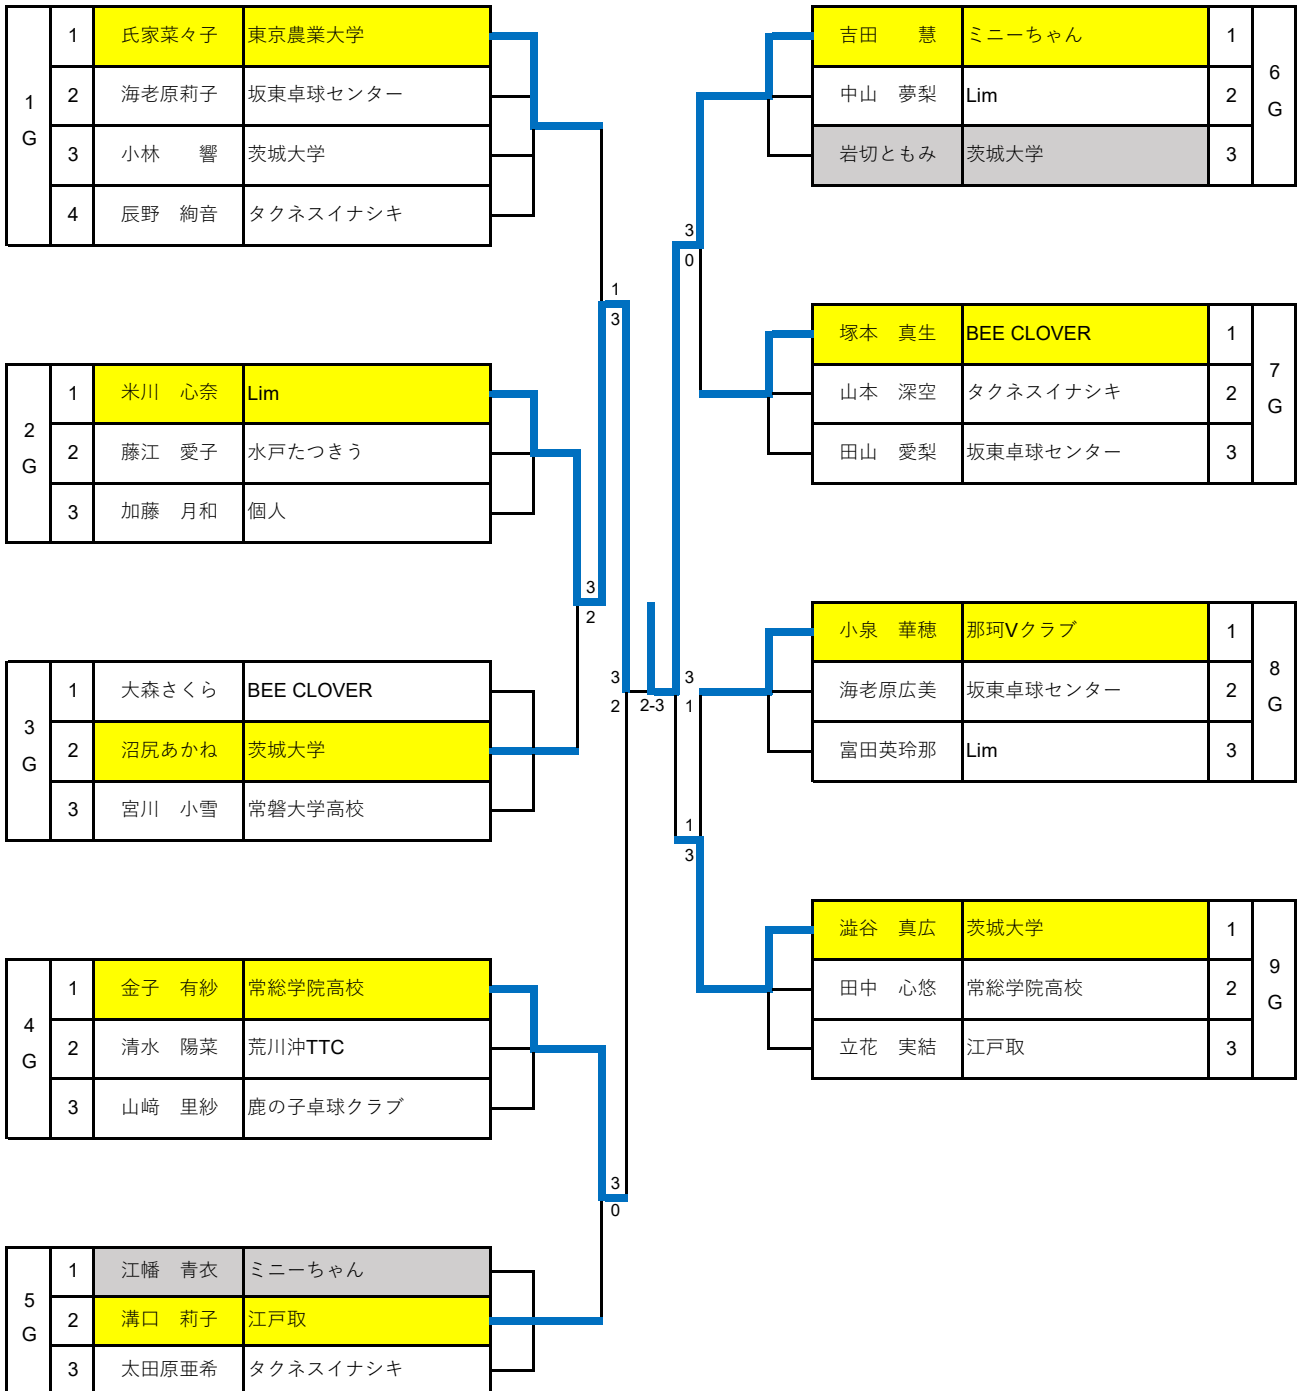 1 G
1 氏家菜々子 東京農業大学
2 海老原莉子 坂東卓球センター
3 小林　　響 茨城大学
4 辰野　絢音 タクネスイナシキ
2 G
1 米川　心奈 Lim
2 藤江　愛子 水戸たつきう
3 加藤　月和 個人
3 G
1 大森さくら BEE CLOVER
2 沼尻あかね 茨城大学
3 宮川　小雪 常磐大学高校
4 G
1 金子　有紗 常総学院高校
2 清水　陽菜 荒川沖TTC
3 山﨑　里紗 鹿の子卓球クラブ
5 G
1 江幡　青衣 ミニーちゃん
2 溝口　莉子 江戸取
3 太田原亜希 タクネスイナシキ
1
3
3
2
3
2
3
0
2-3
3
0
3
1
1
3
吉田　　慧 ミニーちゃん 1
中山　夢梨 Lim 2
岩切ともみ 茨城大学 3
6 G
塚本　真生 BEE CLOVER 1
山本　深空 タクネスイナシキ 2
田山　愛梨 坂東卓球センター 3
7 G
小泉　華穂 那珂Vクラブ 1
海老原広美 坂東卓球センター 2
富田英玲那 Lim 3
8 G
澁谷　真広 茨城大学 1
田中　心悠 常総学院高校 2
立花　実結 江戸取 3
9 G